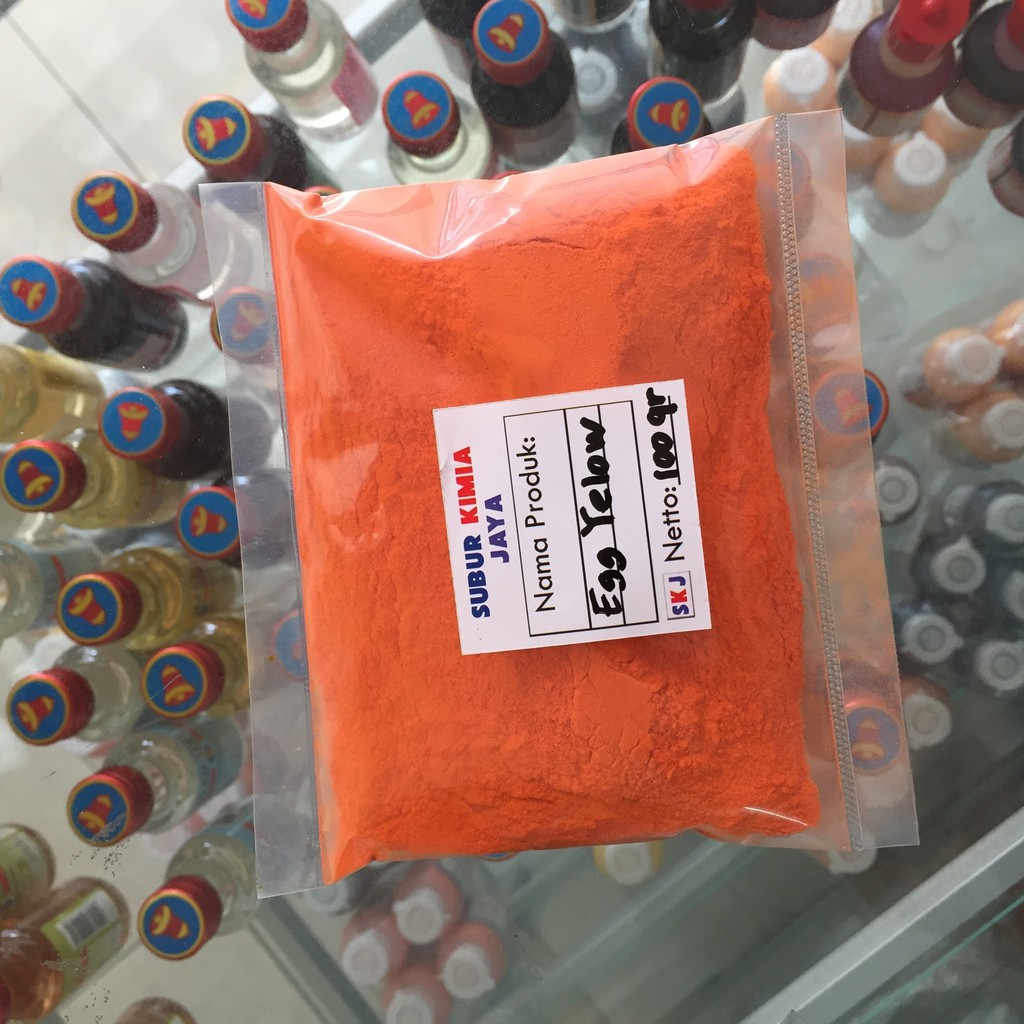 SUBUR KIMIA
JAYA
Nama Produk:
Egg Yelow
SKJ Netto: 100 gr